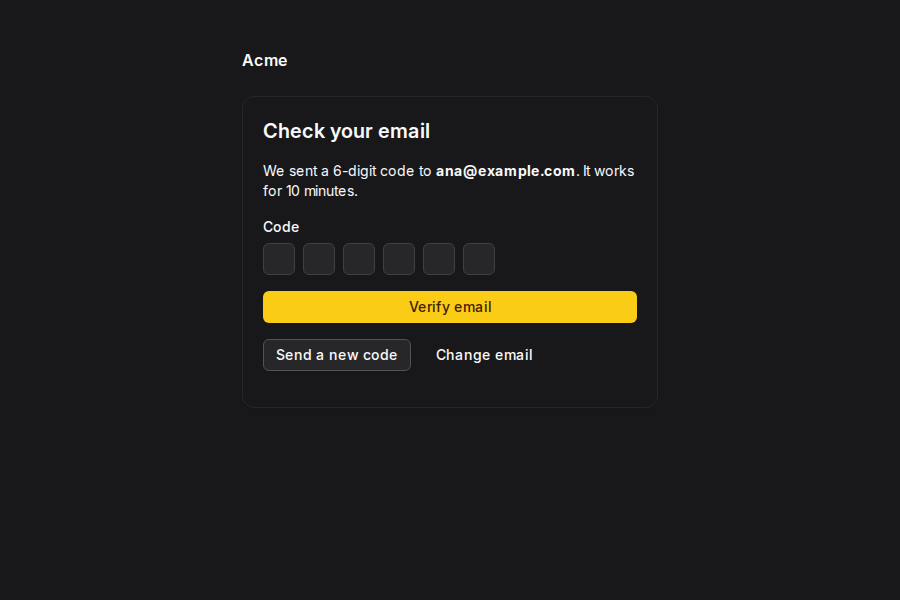 Acme
Check your email
We sent a 6-digit code to ana@example.com. It works
for 10 minutes.
Code
Verify email
Send a new code
Change email